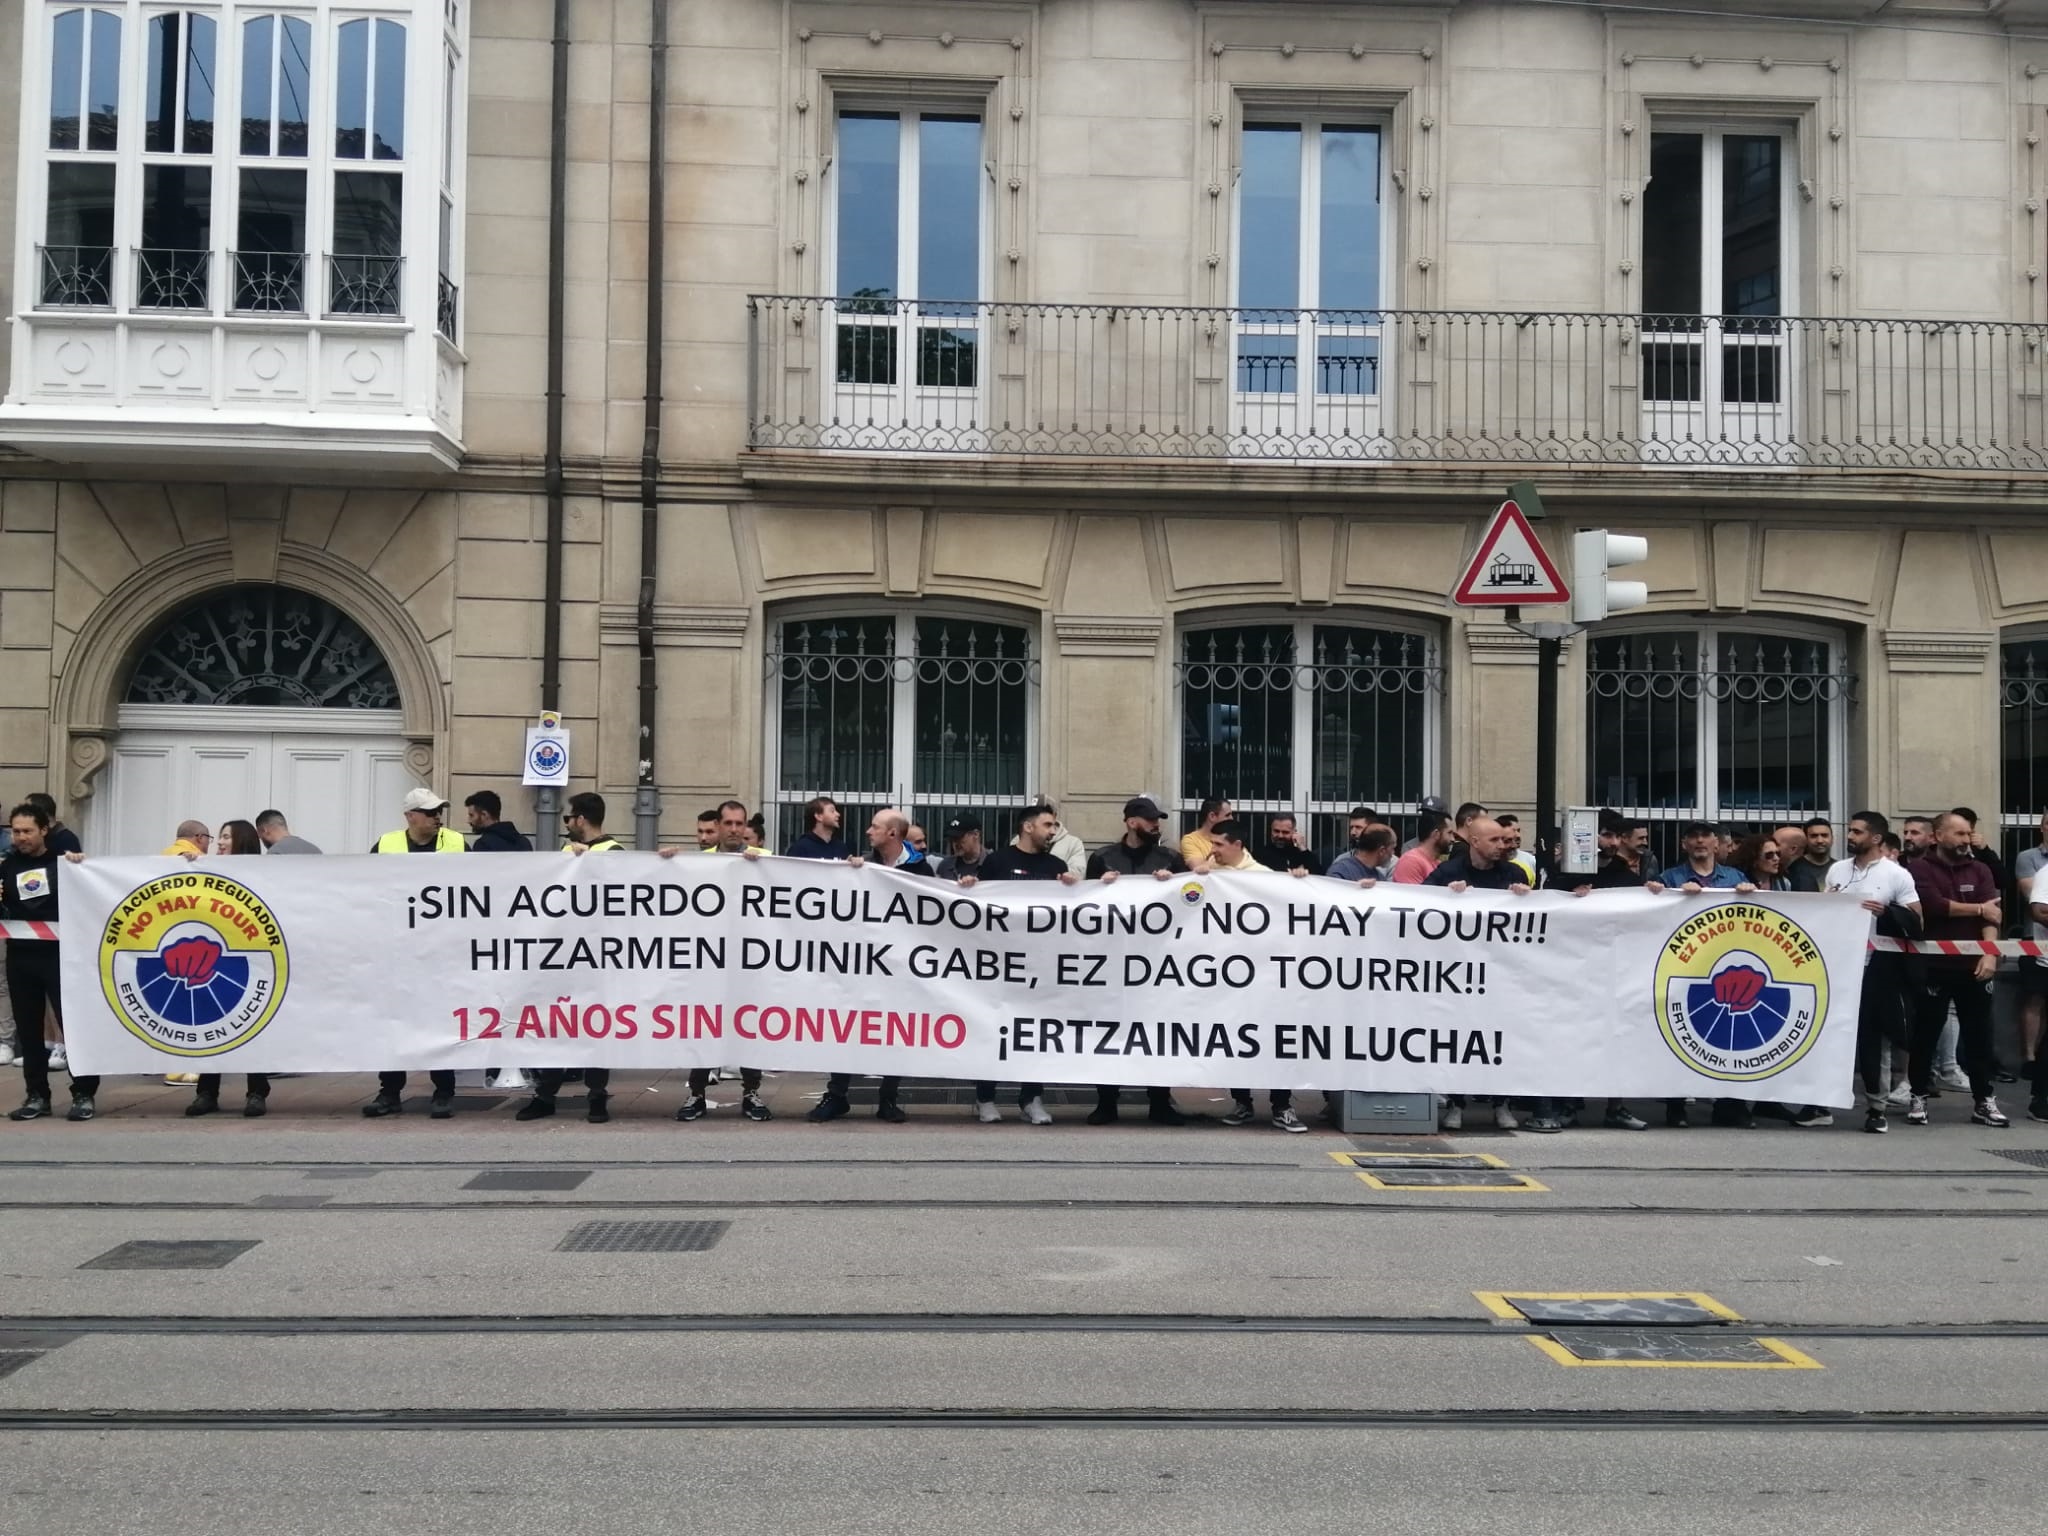 SIN ACUERDO REGULADOR
NO HAY TOUR
ERTZAINAS EN LUCHA
¡SIN ACUERDO REGULADOR DIGNO, NO HAY TOUR!!!
HITZARMEN DUINIK GABE, EZ DAGO TOURRIK!!
12 AÑOS SIN CONVENIO ¡ERTZAINAS EN LUCHA!
AKORDIORIK GABE
EZ DAGO TOURRIK
ERTZAINAK INDARBIDEZ